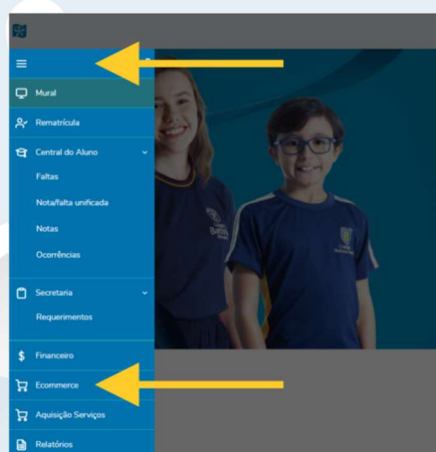 Mural
Rematrícula
Central do Aluno
Faltas
Nota/falta unificada
Notas
Ocorrências
Secretaria
Requerimentos
Financeiro
Ecommerce
Aquisição Serviços
Relatórios